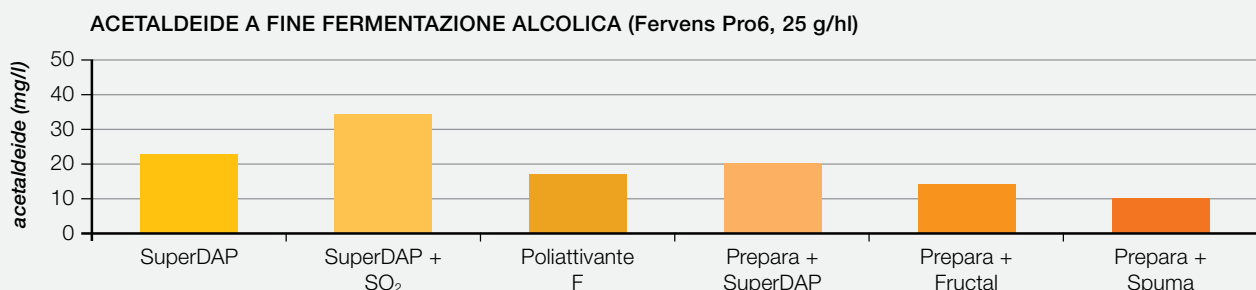 ACETALDEIDE A FINE FERMENTAZIONE ALCOLICA (Fervens Pro6, 25 g/hl)
acetaldeide (mg/l)
50
40
30
20
10
0
SuperDAP
SuperDAP +
SO₂
Poliattivante
F
Prepara +
SuperDAP
Prepara +
Fructal
Prepara +
Spuma